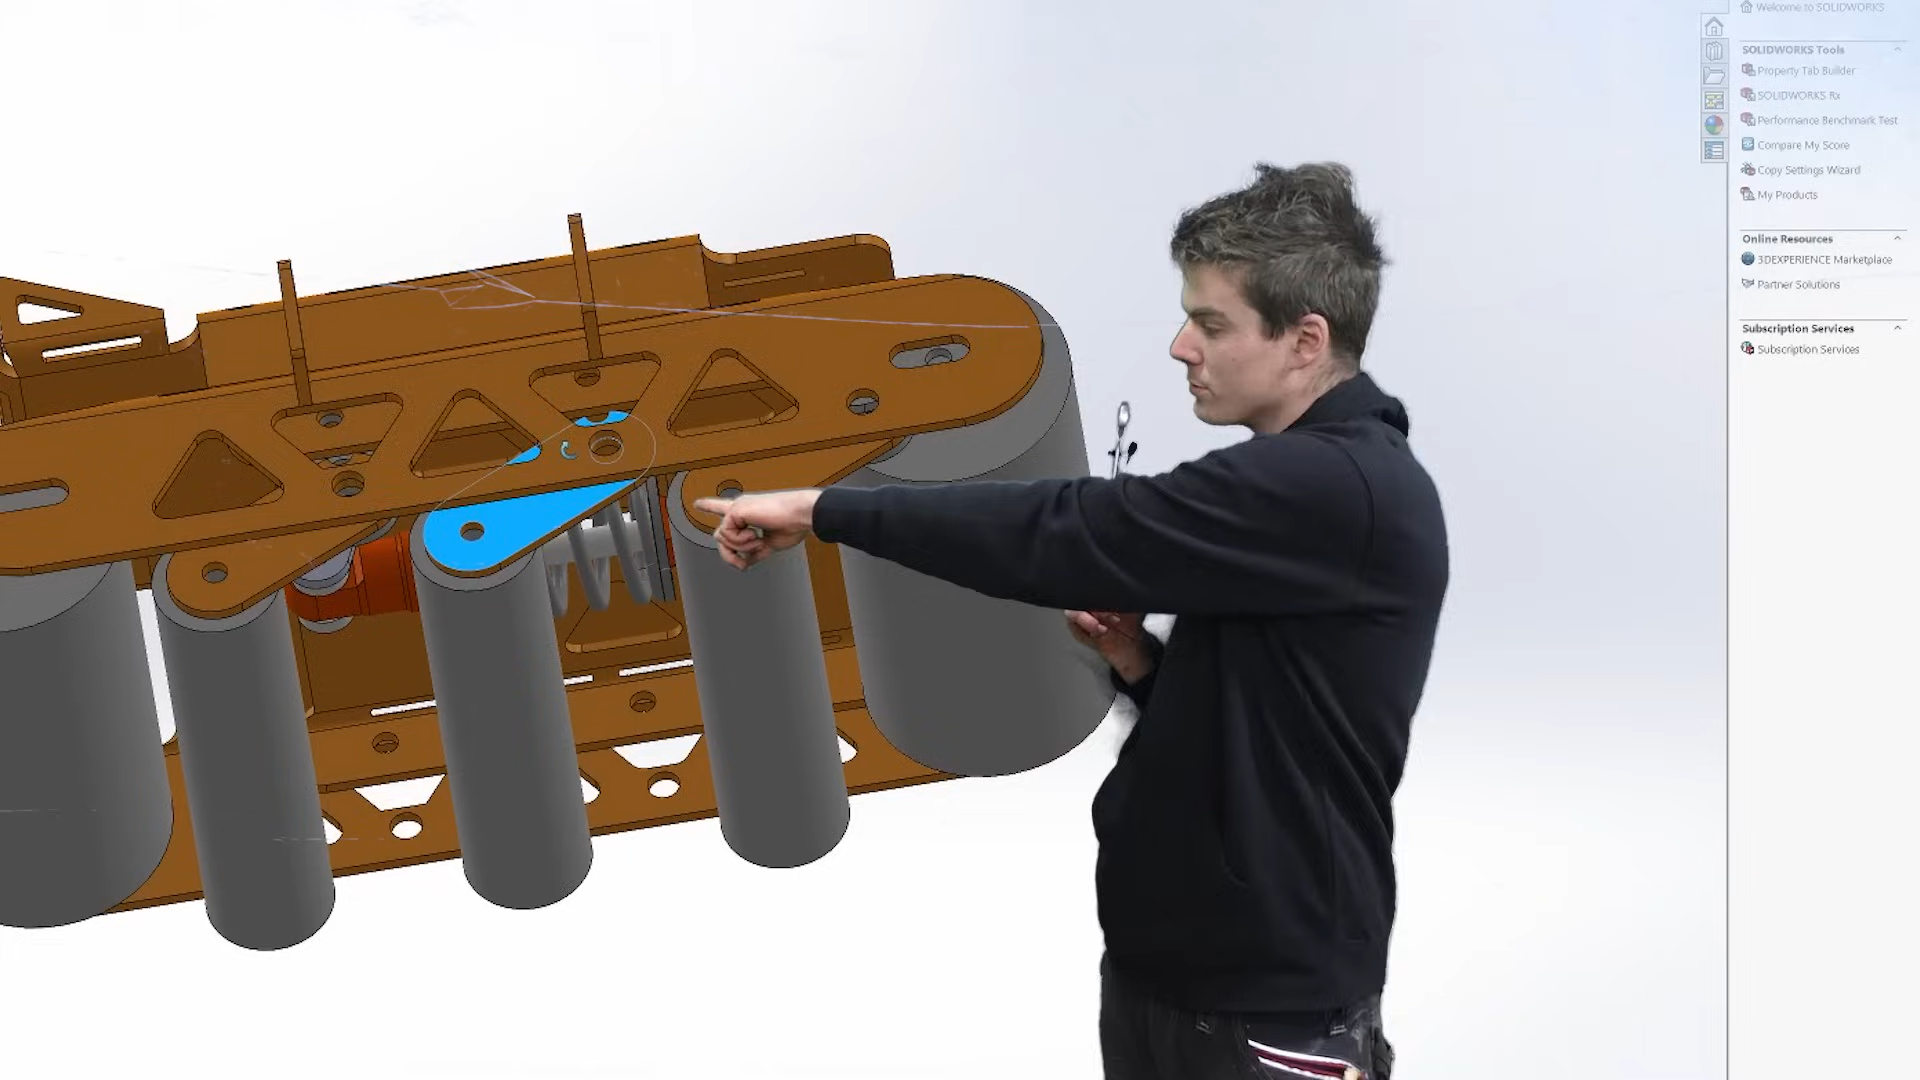 Welcome to SOLIDWORKS
SOLIDWORKS Tools
Property Tab Builder
SOLIDWORKS Rx
Performance Benchmark Test
Compare My Score
Copy Settings Wizard
My Products
Online Resources
3DEXPERIENCE Marketplace
Partner Solutions
Subscription Services
Subscription Services